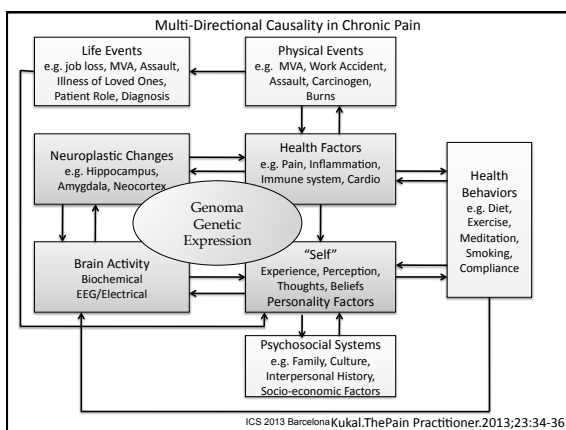 Multi-Directional Causality in Chronic Pain
Life Events
e.g. job loss, MVA, Assault,
Illness of Loved Ones,
Patient Role, Diagnosis
Physical Events
e.g.  MVA, Work Accident,
Assault, Carcinogen,
Burns
Neuroplastic Changes
e.g. Hippocampus,
Amygdala, Neocortex
Health Factors
e.g. Pain, Inflammation,
Immune system, Cardio
Health
Behaviors
e.g. Diet,
Exercise,
Meditation,
Smoking,
Compliance
Genoma
Genetic
Expression
Brain Activity
Biochemical
EEG/Electrical
“Self”
Experience, Perception,
Thoughts, Beliefs
Personality Factors
Psychosocial Systems
e.g. Family, Culture,
Interpersonal History,
Socio-economic Factors
ICS 2013 Barcelona Kukal.ThePain Practitioner.2013;23:34-36